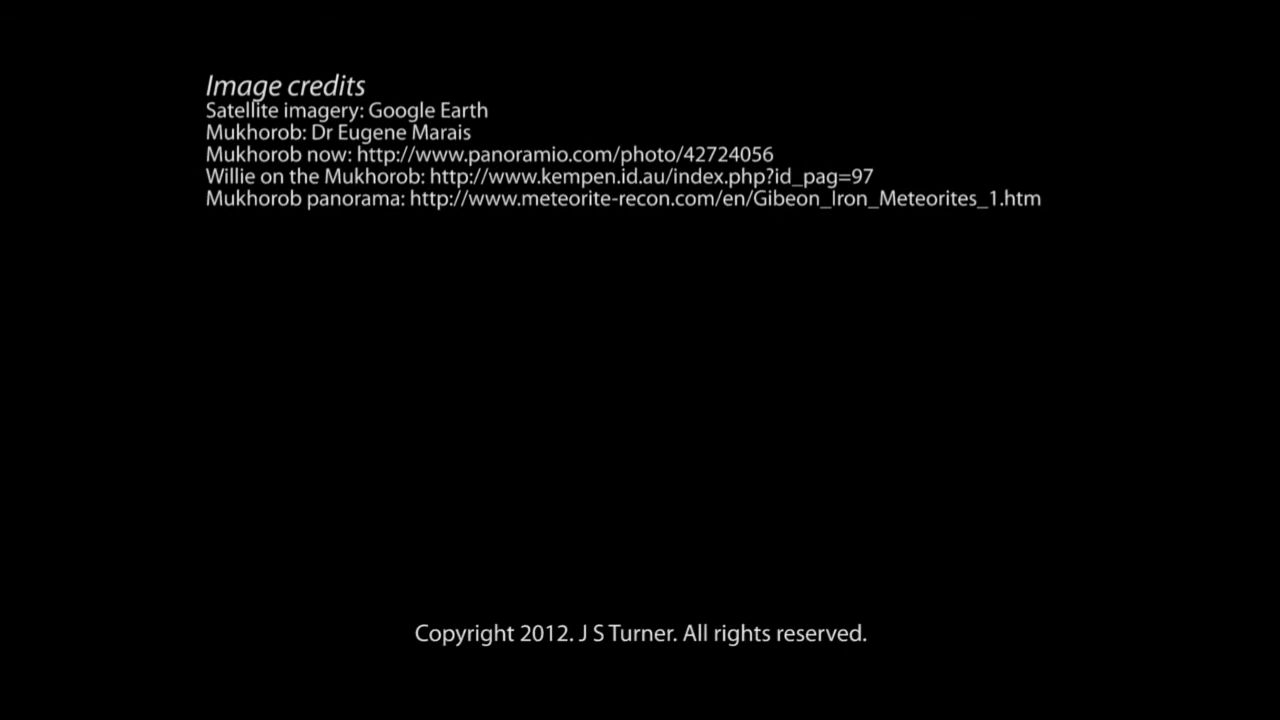 Image credits
Satellite imagery: Google Earth
Mukhorob: Dr Eugene Marais
Mukhorob now: http://www.panoramio.com/photo/42724056
Willie on the Mukhorob: http://www.kempen.id.au/index.php?id_pag=97
Mukhorob panorama: http://www.meteorite-recon.com/en/Gibeon_Iron_Meteorites_1.htm
Copyright 2012. J S Turner. All rights reserved.